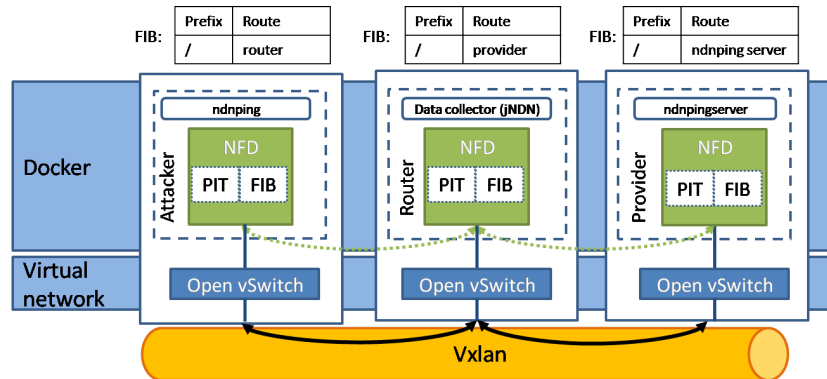 Prefix Route Prefix Route Prefix Route
FIB: / router FIB: / provider FIB: / ndnping server
ndnping Data collector (jNDN) ndnpingserver
NFD NFD NFD
Docker
PIT FIB PIT FIB PIT FIB
Attacker Router Provider
Virtual
network
Open vSwitch Open vSwitch Open vSwitch
Vxlan